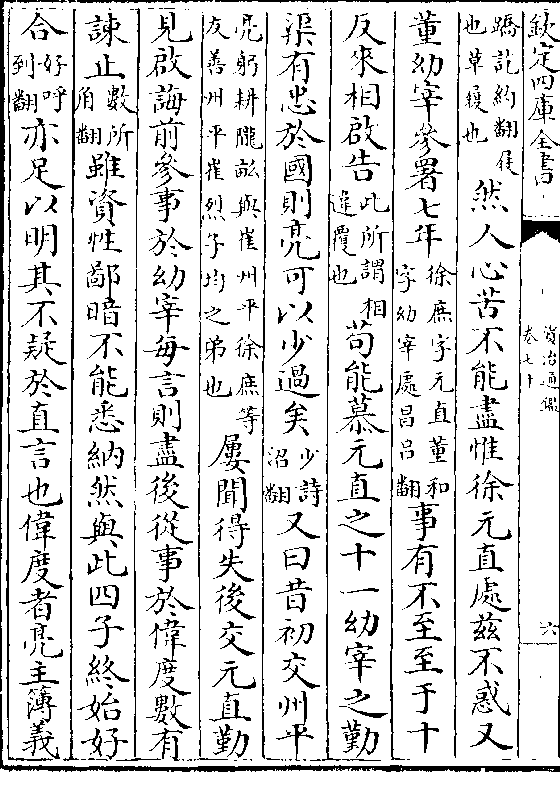 欽定四庫全書
資治通鑑
卷七十
六
蹻訖約翻屐
也草履也
然人心苦不能盡惟徐元直處兹不惑又
董幼宰參署七年
徐庶字元直董和
字幼宰處昌呂翻
事有不至至于十
反來相啟告
此所謂相
違覆也
苟能慕元直之十一幼宰之勤
渠有忠於國則亮可以少過矣
少詩
沼翻
又曰昔初交州平
亮躬耕隴畝與崔州平徐庶等
友善州平崔烈子均之弟也
屢聞得失後交元直勤
見啟誨前參事於幼宰每言則盡後從事於偉度數有
諫止
數所
角翻
雖資性鄙暗不能悉納然與此四子終始好
合
好呼
到翻
亦足以明其不疑於直言也偉度者亮主簿義